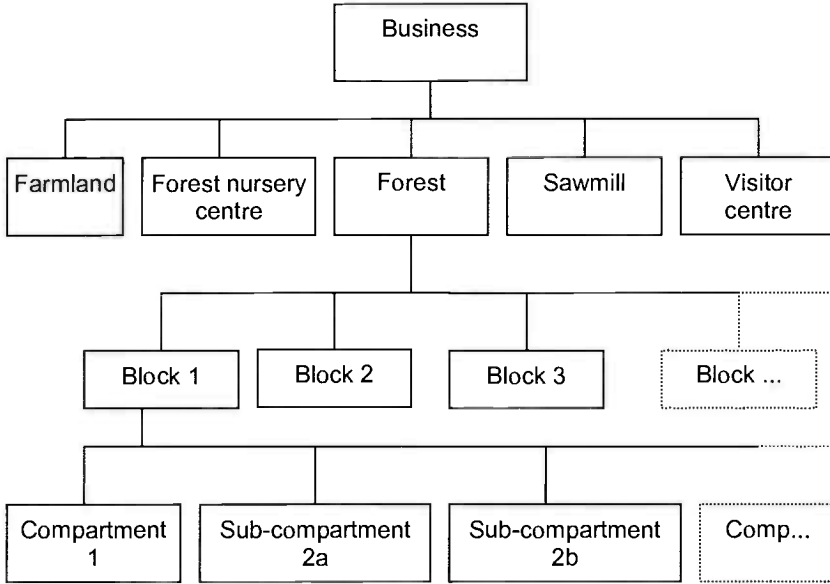 Business
Farmland
Forest nursery
centre
Forest
Sawmill
Visitor
centre
Block 1
Block 2
Block 3
Block ...
Compartment
1
Sub-compartment
2a
Sub-compartment
2b
Comp...